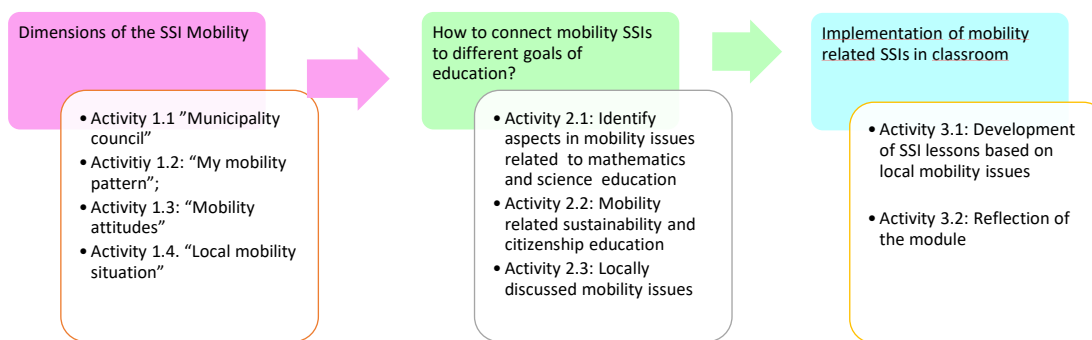 Dimensions of the SSI Mobility
• Activity 1.1 ”Municipality
council”
• Activitiy 1.2: “My mobility
pattern”;
• Activity 1.3: “Mobility
attitudes”
• Activity 1.4. “Local mobility
situation”
How to connect mobility SSIs
to different goals of
education?
• Activity 2.1: Identify
aspects in mobility issues
related to mathematics
and science education
• Activity 2.2: Mobility
related sustainability and
citizenship education
• Activity 2.3: Locally
discussed mobility issues
Implementation of mobility
related SSIs in classroom
• Activity 3.1: Development
of SSI lessons based on
local mobility issues
• Activity 3.2: Reflection of
the module